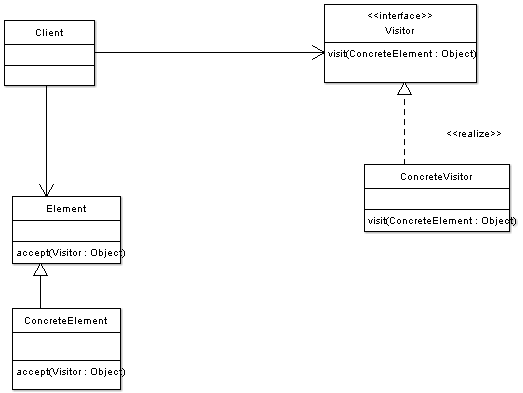 Client
<<interface>>
Visitor
visit(ConcreteElement : Object)
<<realize>>
ConcreteVisitor
visit(ConcreteElement : Object)
Element
accept(Visitor : Object)
ConcreteElement
accept(Visitor : Object)